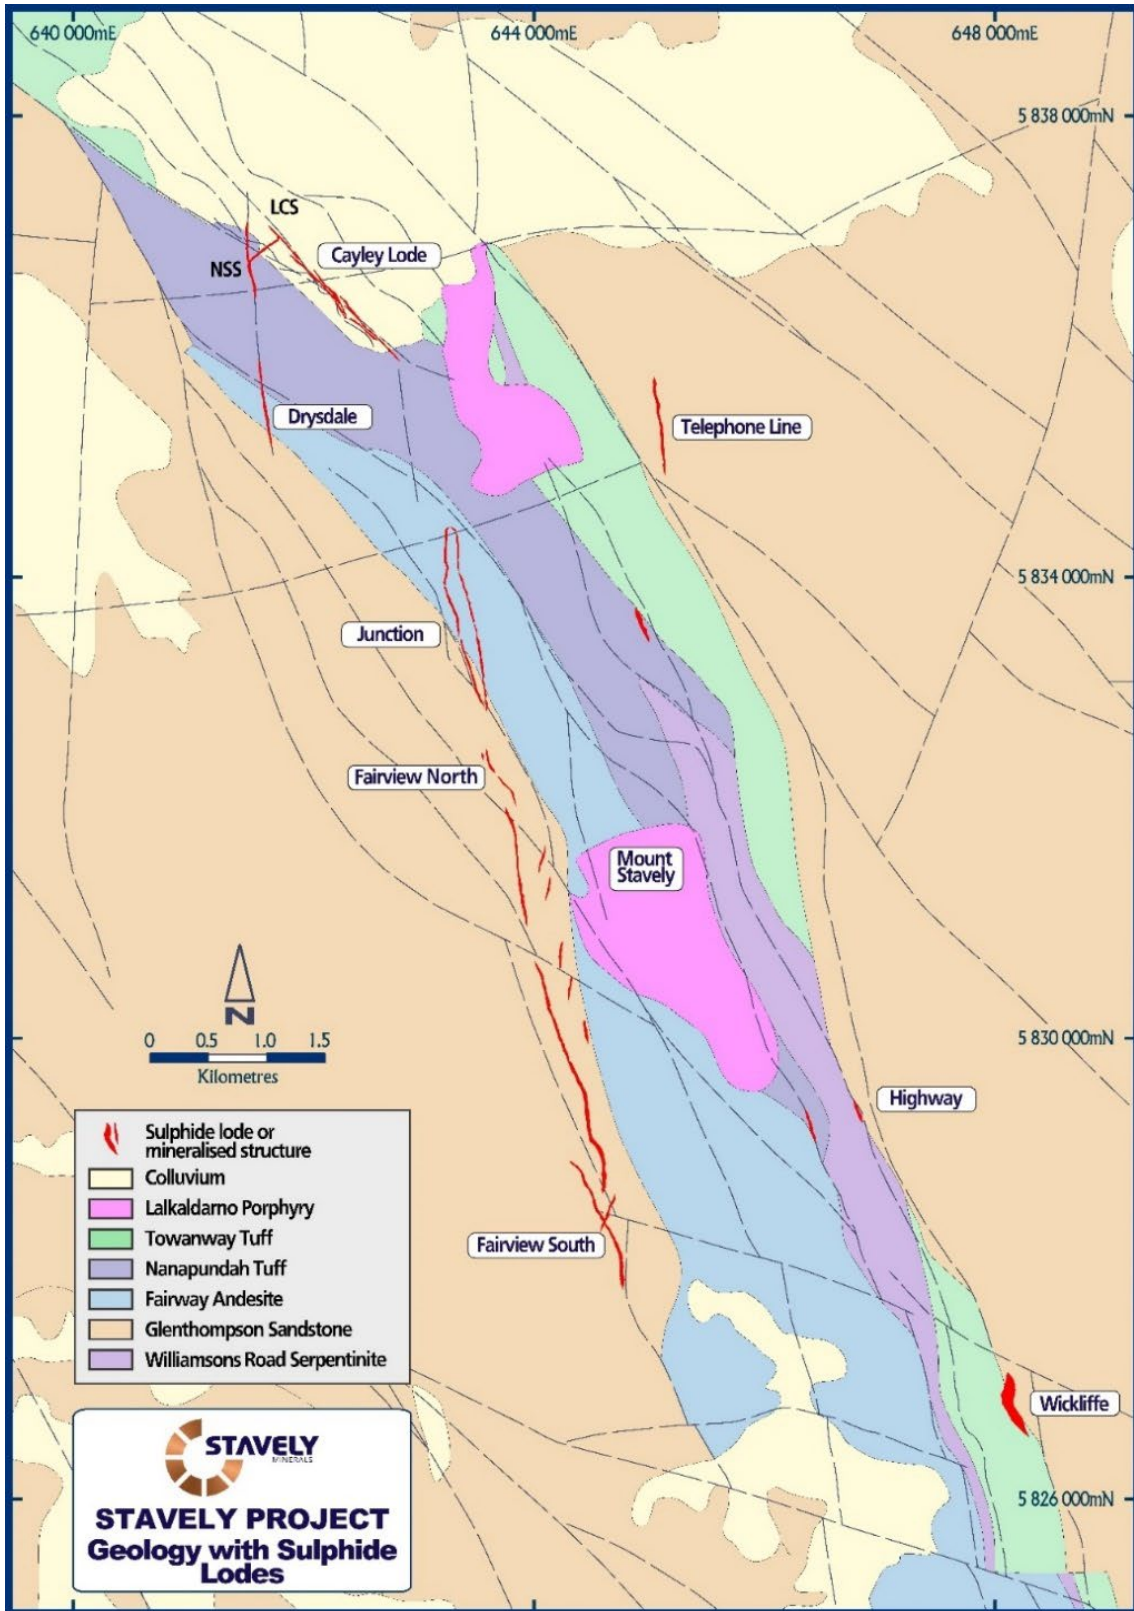 640 000mE
644 000mE
648 000mE
5 838 000mN
LCS
Cayley Lode
NSS
Drysdale
Telephone Line
5 834 000mN
Junction
Fairview North
Mount
Stavely
N
0 0.5 1.0 1.5
Kilometres
5 830 000mN
Highway
Sulphide lode or
mineralised structure
Colluvium
Lalkaldarno Porphyry
Towanway Tuff
Nanapundah Tuff
Fairway Andesite
Glenthompson Sandstone
Williamsons Road Serpentinite
Fairview South
Wickliffe
5 826 000mN
STAVELY
MINERALS
STAVELY PROJECT
Geology with Sulphide
Lodes